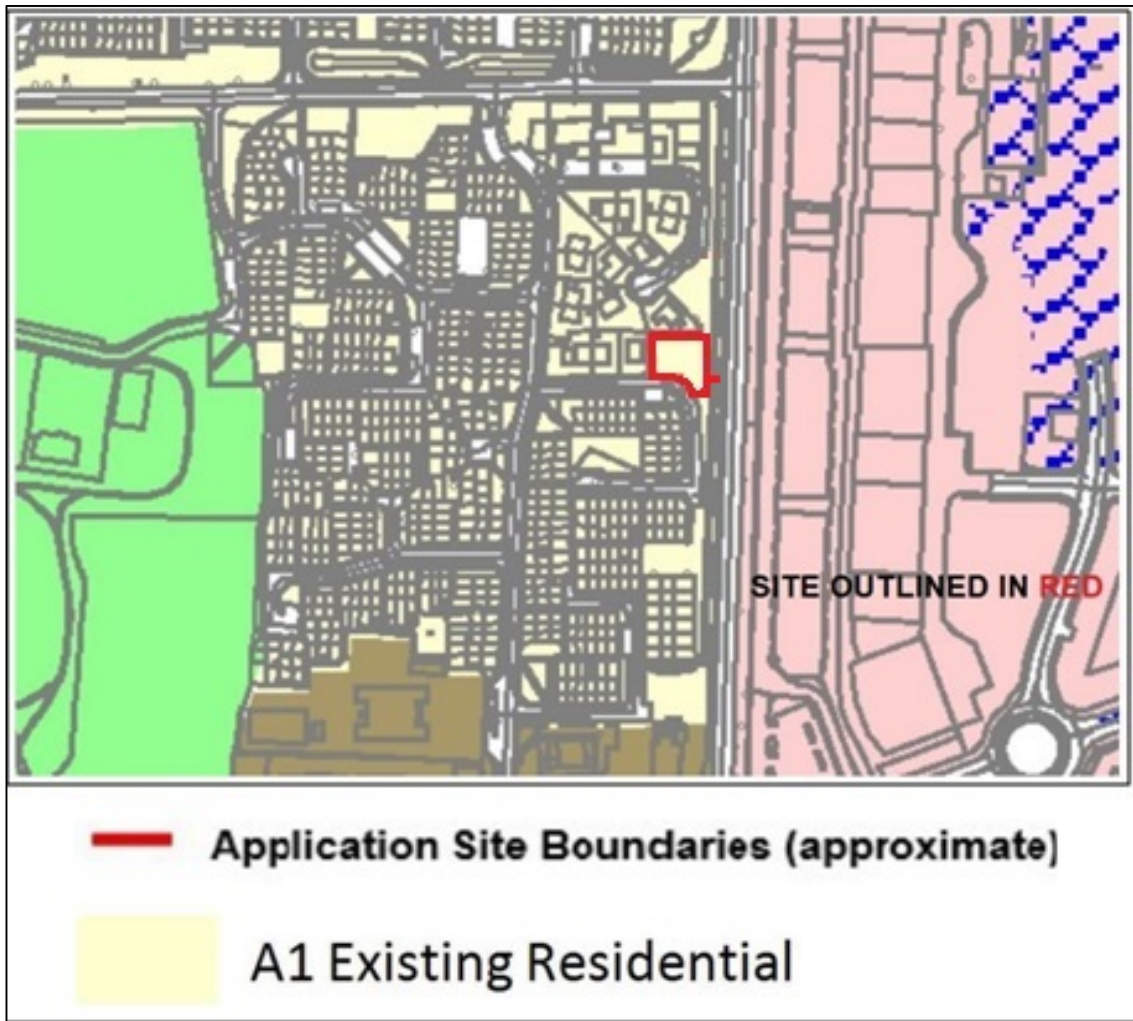 SITE OUTLINED IN RED
Application Site Boundaries (approximate)
A1 Existing Residential